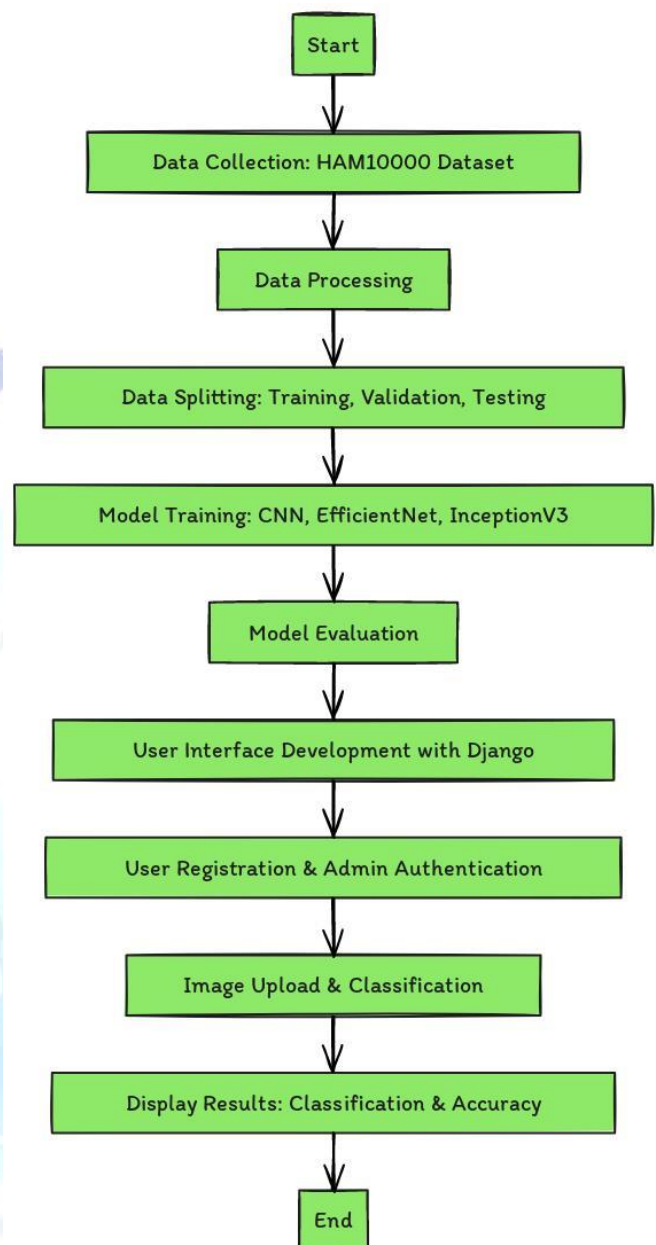 Start
Data Collection: HAM10000 Dataset
Data Processing
Data Splitting: Training, Validation, Testing
Model Training: CNN, EfficientNet, InceptionV3
Model Evaluation
User Interface Development with Django
User Registration & Admin Authentication
Image Upload & Classification
Display Results: Classification & Accuracy
End